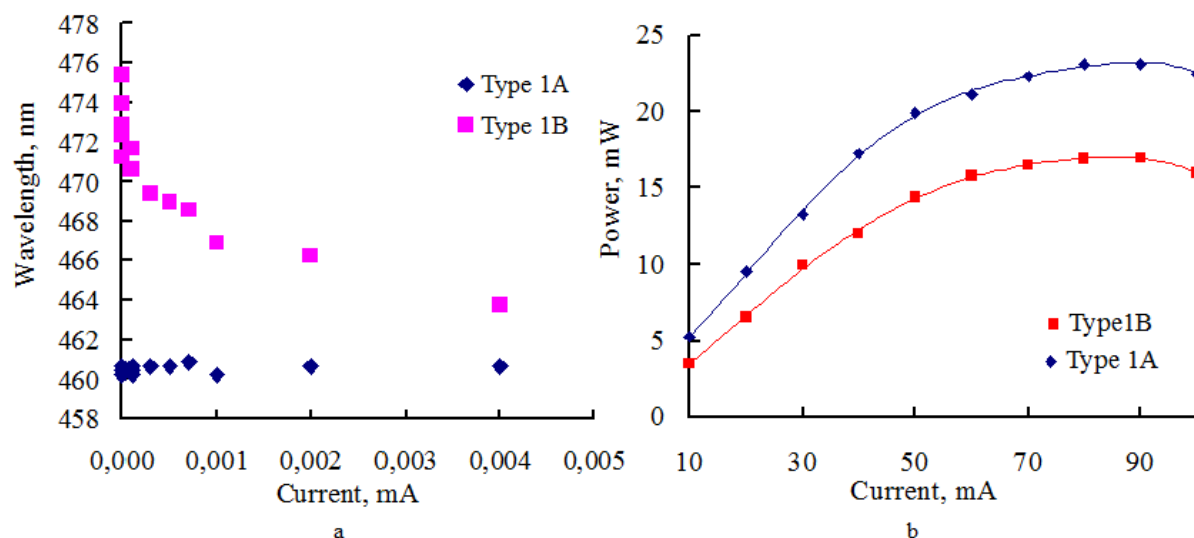 478
476
474
472
470
468
466
464
462
460
458
Wavelength, nm
0,000 0,001 0,002 0,003 0,004 0,005
Current, mA
Type 1A
Type 1B
a
25
20
15
10
5
0
Power, mW
10 30 50 70 90
Current, mA
Type1B
Type 1A
b